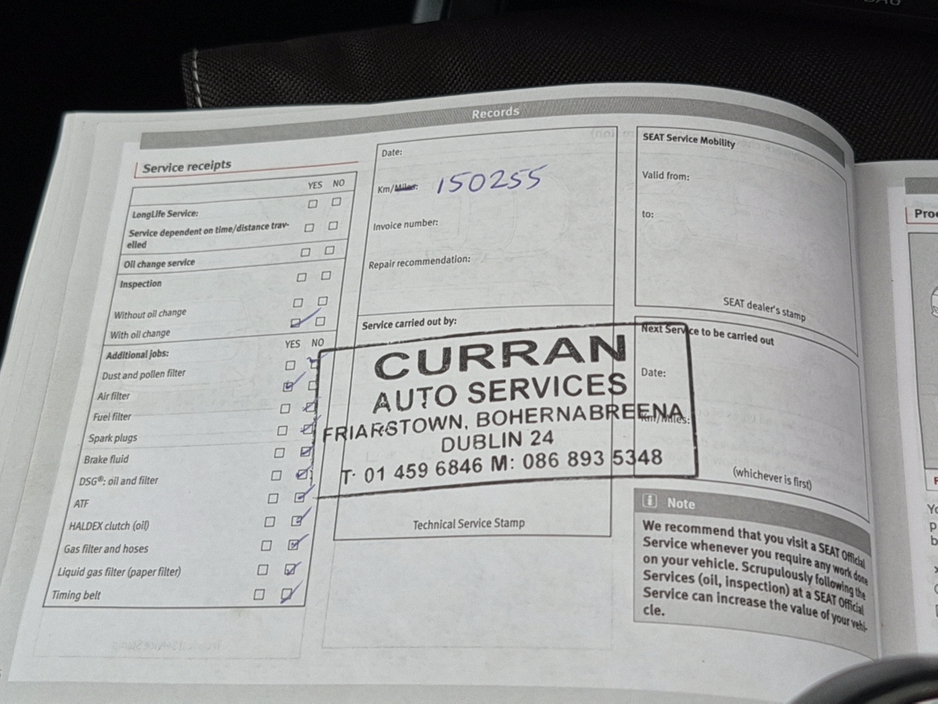 Records
Service receipts
YES NO
LongLife Service:
Service dependent on time/distance trav-
elled
Oil change service
Inspection
Without oil change
With oil change
Additional jobs:
YES NO
Dust and pollen filter
Air filter
Fuel filter
Spark plugs
Brake fluid
DSG®: oil and filter
ATF
HALDEX clutch (oil)
Gas filter and hoses
Liquid gas filter (paper filter)
Timing belt
Date:
Km/Miles: 150255
Invoice number:
Repair recommendation:
Service carried out by:
CURRAN
AUTO SERVICES
FRIARSTOWN, BOHERNABREENA
DUBLIN 24
T: 01 459 6846 M: 086 893 5348
Technical Service Stamp
SEAT Service Mobility
Valid from:
to:
SEAT dealer's stamp
Next Service to be carried out
Date:
Km/Miles:
(whichever is first)
i Note
We recommend that you visit a SEAT Official
Service whenever you require any work done
on your vehicle. Scrupulously following the
Services (oil, inspection) at a SEAT Official
Service can increase the value of your vehi-
cle.